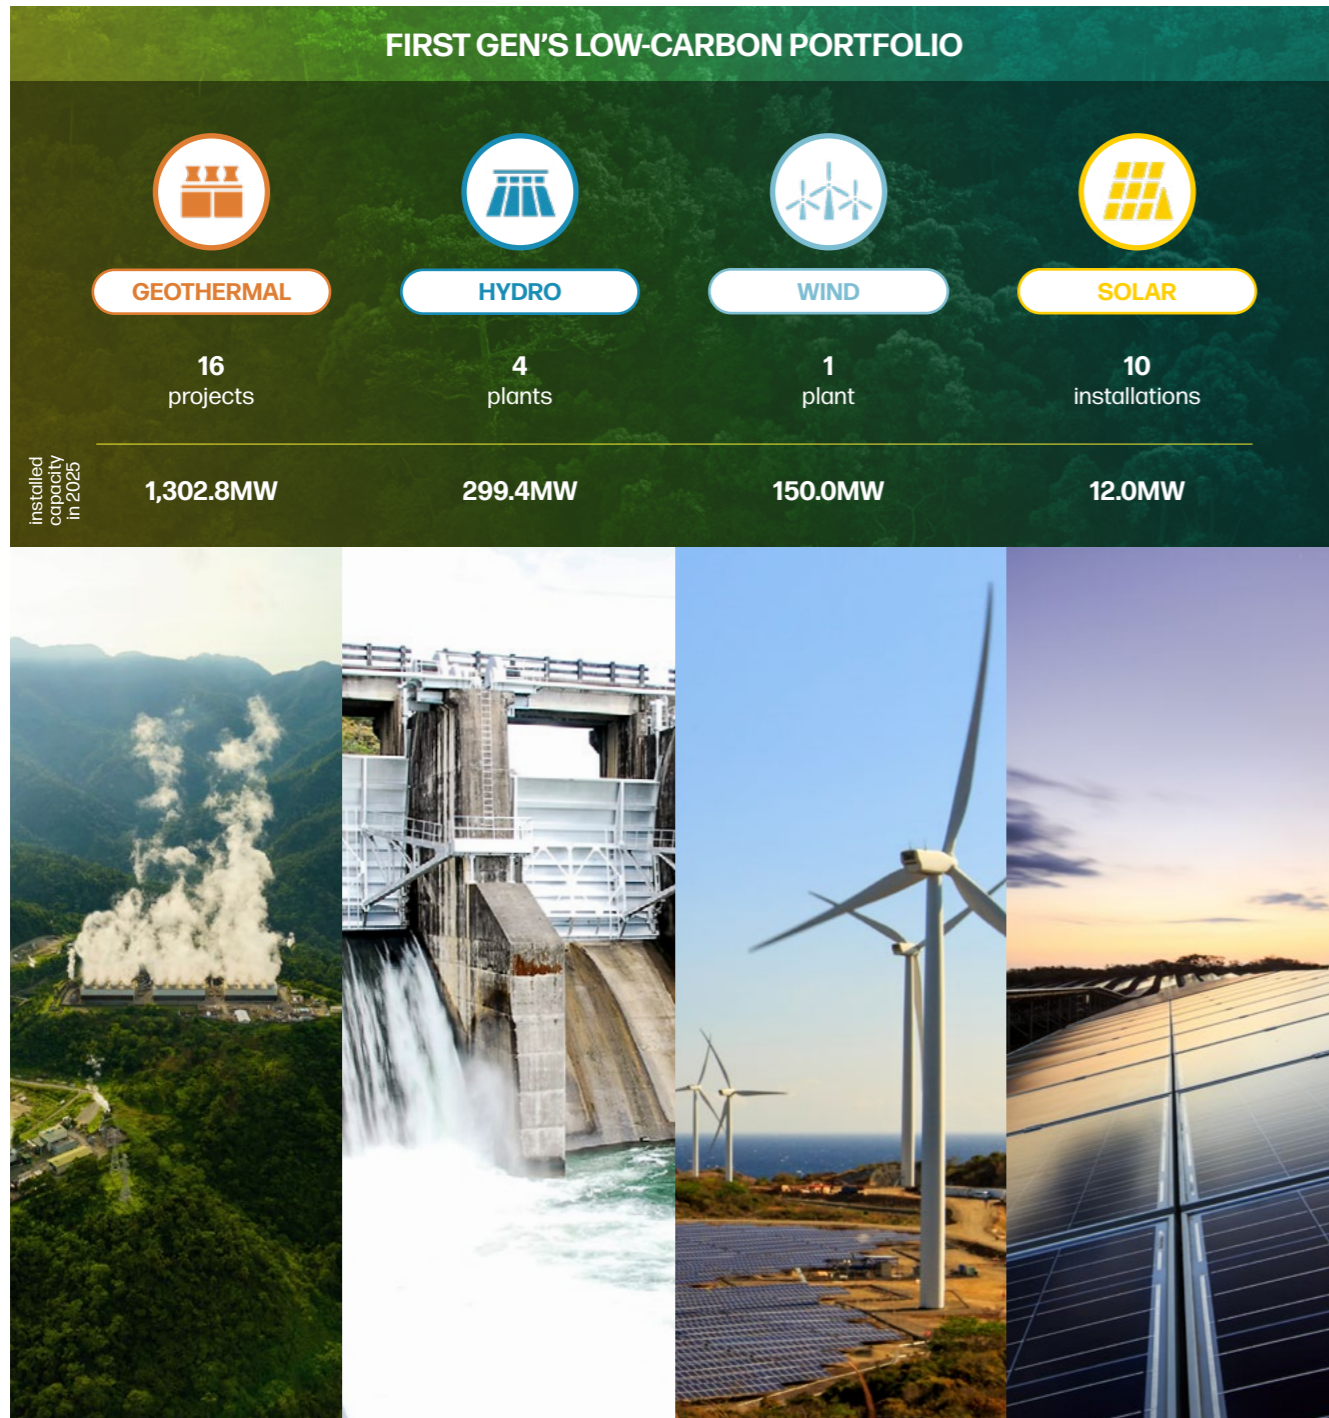 FIRST GEN'S LOW-CARBON PORTFOLIO
GEOTHERMAL
HYDRO
WIND
SOLAR
16
projects
4
plants
1
plant
10
installations
installed
capacity
in 2025
1,302.8MW
299.4MW
150.0MW
12.0MW